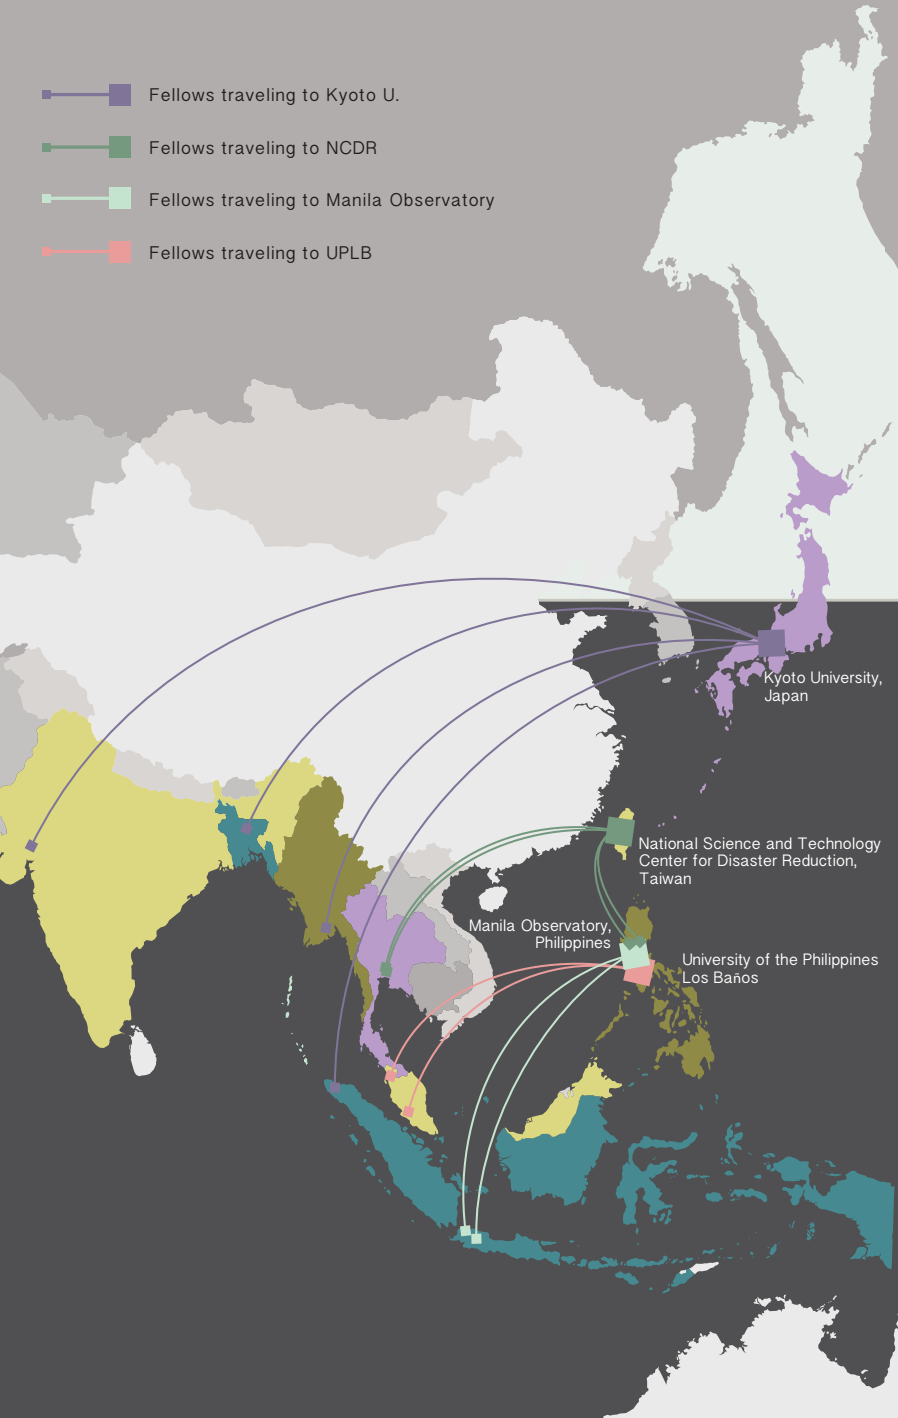 Fellows traveling to Kyoto U.
Fellows traveling to NCDR
Fellows traveling to Manila Observatory
Fellows traveling to UPLB
Kyoto University,
Japan
National Science and Technology
Center for Disaster Reduction,
Taiwan
Manila Observatory,
Philippines
University of the Philippines
Los Baños